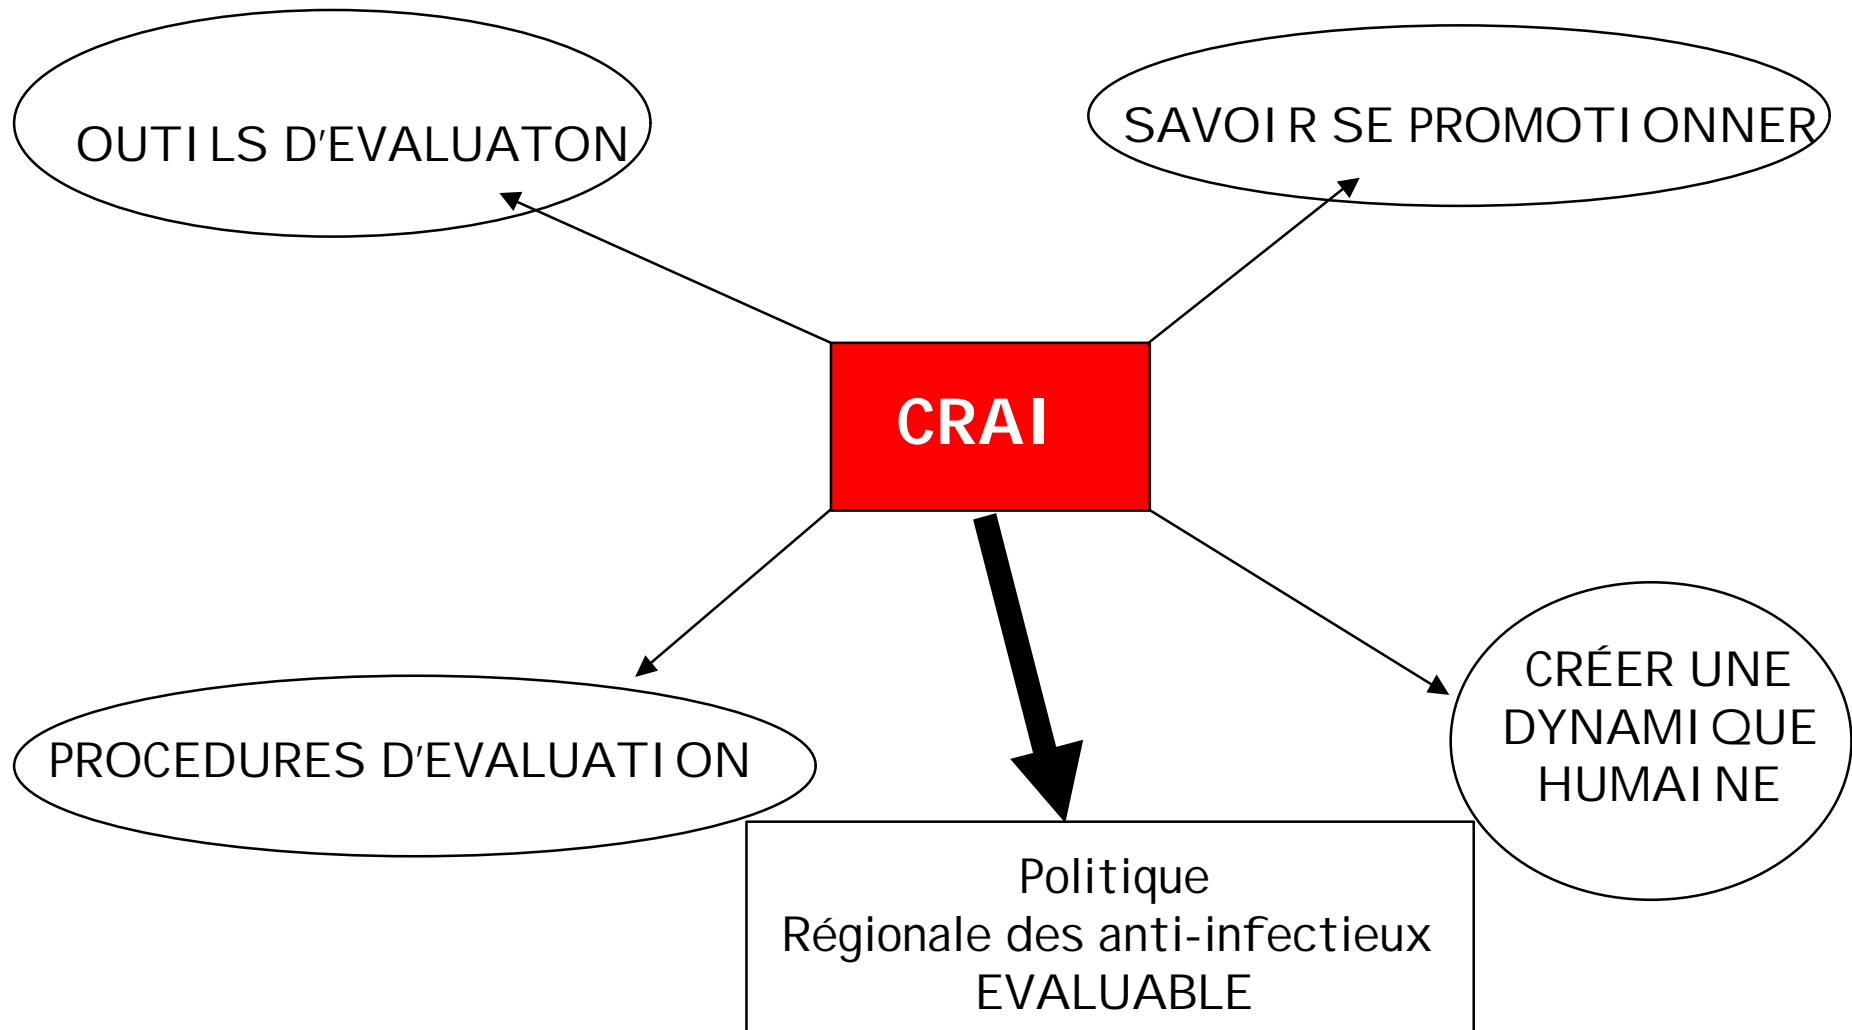 OUTILS D'EVALUATON
SAVOIR SE PROMOTIONNER
CRAI
PROCEDURES D'EVALUATION
CRÉER UNE
DYNAMIQUE
HUMAINE
Politique
Régionale des anti-infectieux
EVALUABLE